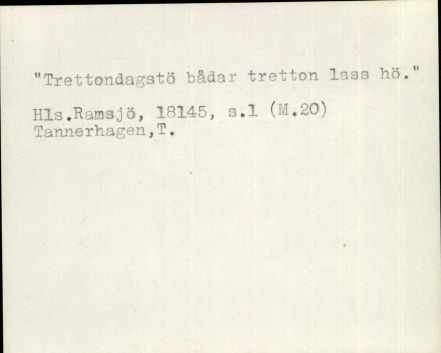 "Trettondagstö bådar tretton lass hö."
Hls.Ramsjö, 18145, s.1 (M.20)
Tannerhagen,T.